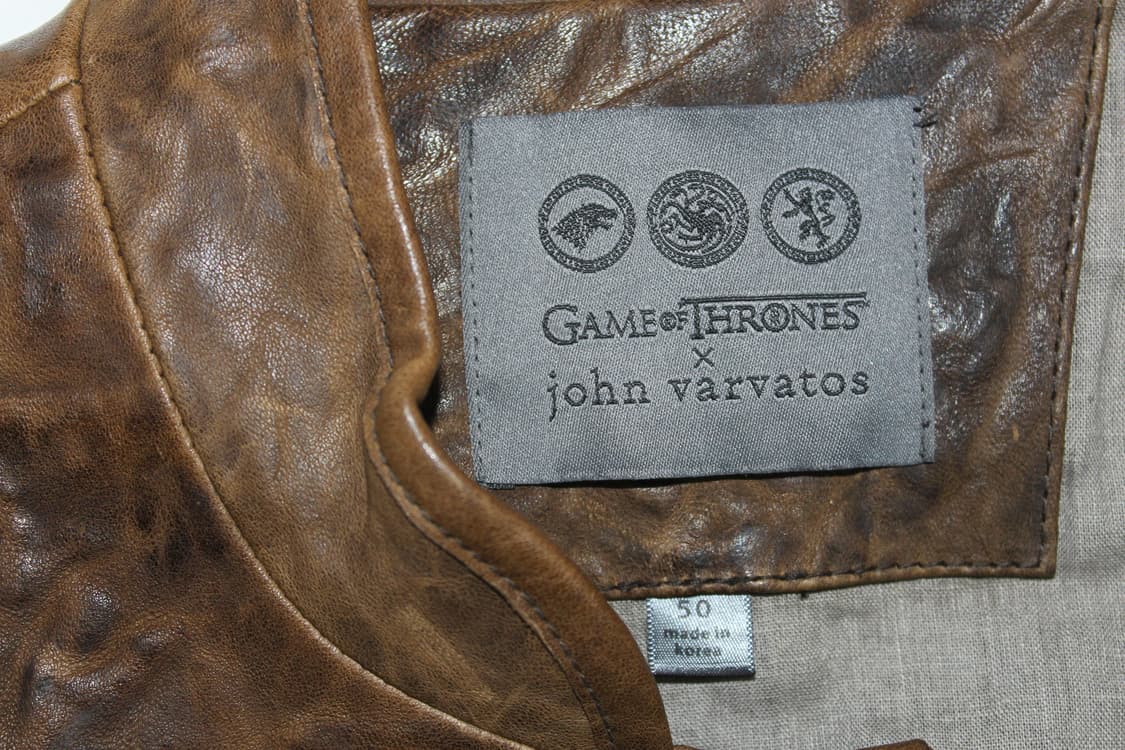 GAME OF THRONES
×
john varvatos
50
made in
korea